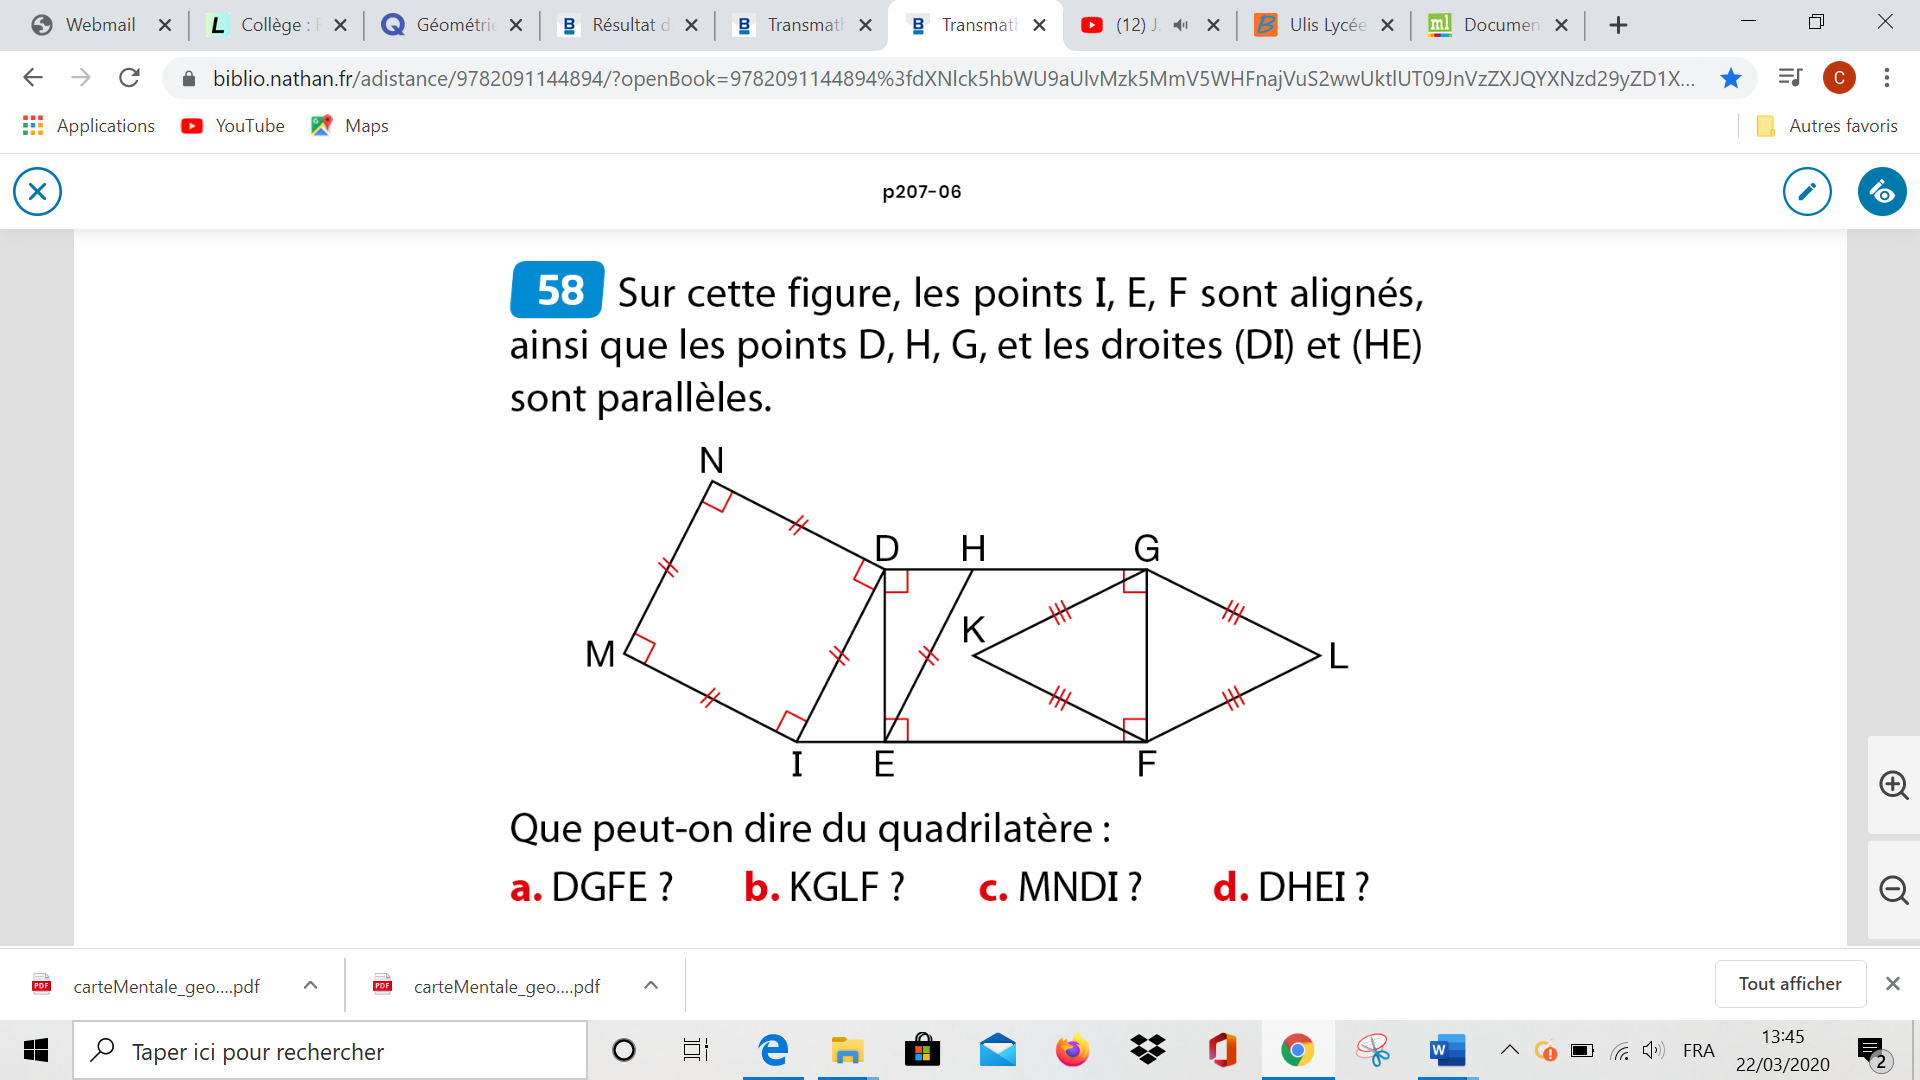 Webmail
Collège : F
Géométrie
Résultat d
Transmath
Transmath
(12) J
Ulis Lycée
Documen
biblio.nathan.fr/adistance/9782091144894/?openBook=9782091144894%3fdXNlck5hbWU9aUlvMzk5MmV5WHFnajVuS2wwUktlUT09JnVzZXJQYXNzd29yZD1X...
C
Applications
YouTube
Maps
Autres favoris
p207-06
58 Sur cette figure, les points I, E, F sont alignés,
ainsi que les points D, H, G, et les droites (DI) et (HE)
sont parallèles.
N
D
H
G
K
M
L
I
E
F
Que peut-on dire du quadrilatère :
a. DGFE ? b. KGLF ? c. MNDI ? d. DHEI ?
carteMentale_geo....pdf
carteMentale_geo....pdf
Tout afficher
Taper ici pour rechercher
FRA
13:45
22/03/2020
2